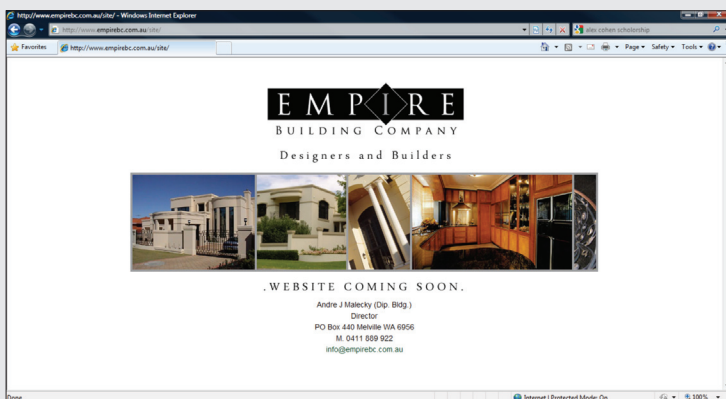 http://www.empirebc.com.au/site/ - Windows Internet Explorer
http://www.empirebc.com.au/site/
alex cohen scholorship
Favorites
http://www.empirebc.com.au/site/
Page
Safety
Tools
EMPIRE
BUILDING COMPANY
Designers and Builders
.WEBSITE COMING SOON.
Andre J Malecky (Dip. Bldg.)
Director
PO Box 440 Melville WA 6956
M. 0411 889 922
info@empirebc.com.au
Done
Internet | Protected Mode: On
100%